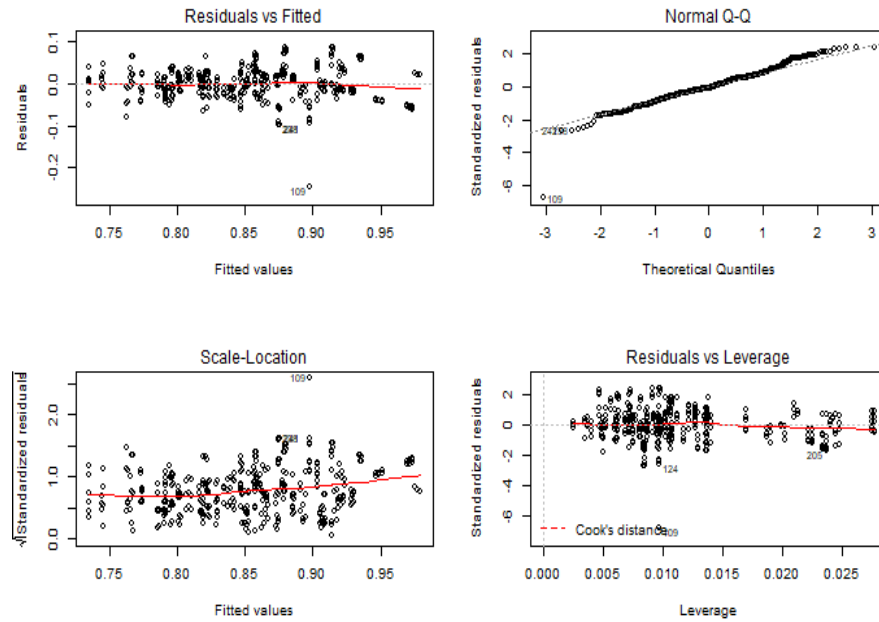 Residuals vs Fitted
Residuals
0.1
0.0
-0.1
-0.2
109
0.75 0.80 0.85 0.90 0.95
Fitted values
Normal Q-Q
Standardized residuals
2
0
-2
-4
-6
109
-3 -2 -1 0 1 2 3
Theoretical Quantiles
Scale-Location
√|Standardized residuals
2.0
1.0
0.0
109
0.75 0.80 0.85 0.90 0.95
Fitted values
Residuals vs Leverage
Standardized residuals
2
0
-2
-4
-6
124
205
109
Cook's distance
0.000 0.005 0.010 0.015 0.020 0.025
Leverage